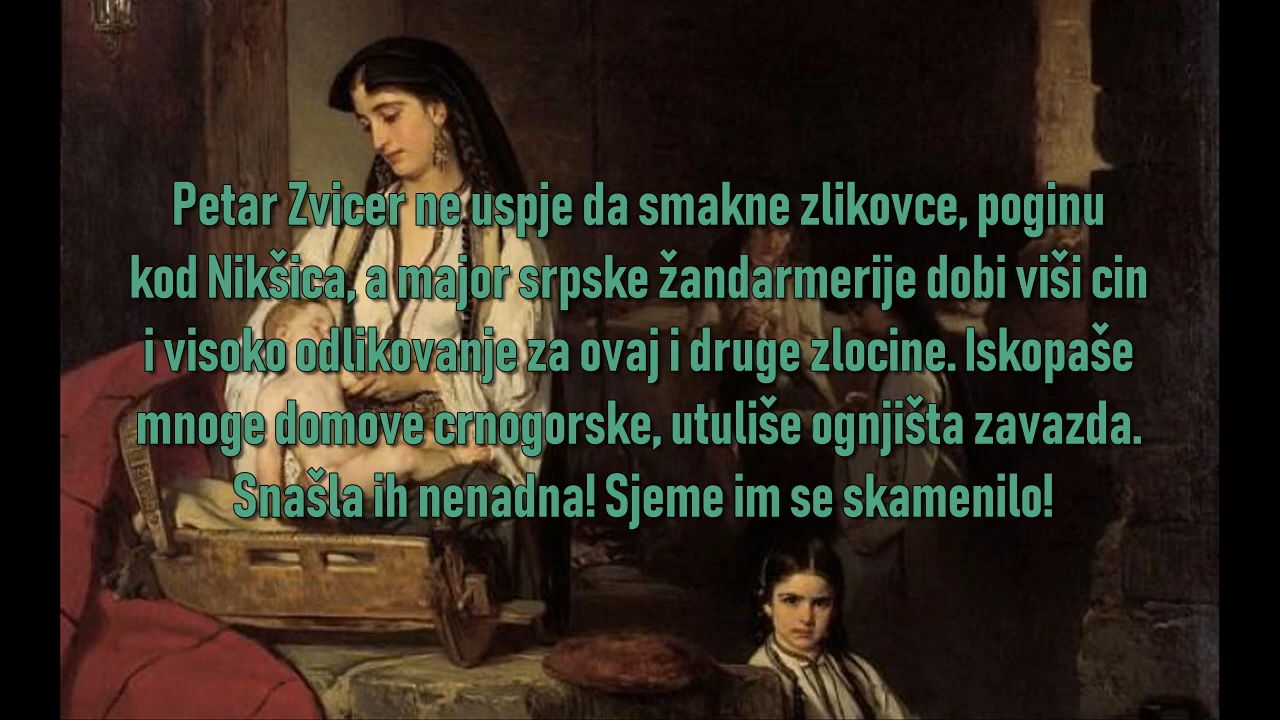 Petar Zvicer ne uspje da smakne zlikovce, poginu
kod Nikšica, a major srpske žandarmerije dobi viši cin
i visoko odlikovanje za ovaj i druge zlocine. Iskopaše
mnoge domove crnogorske, utuliše ognjišta zavazda.
Snašla ih nenadna! Sjeme im se skamenilo!